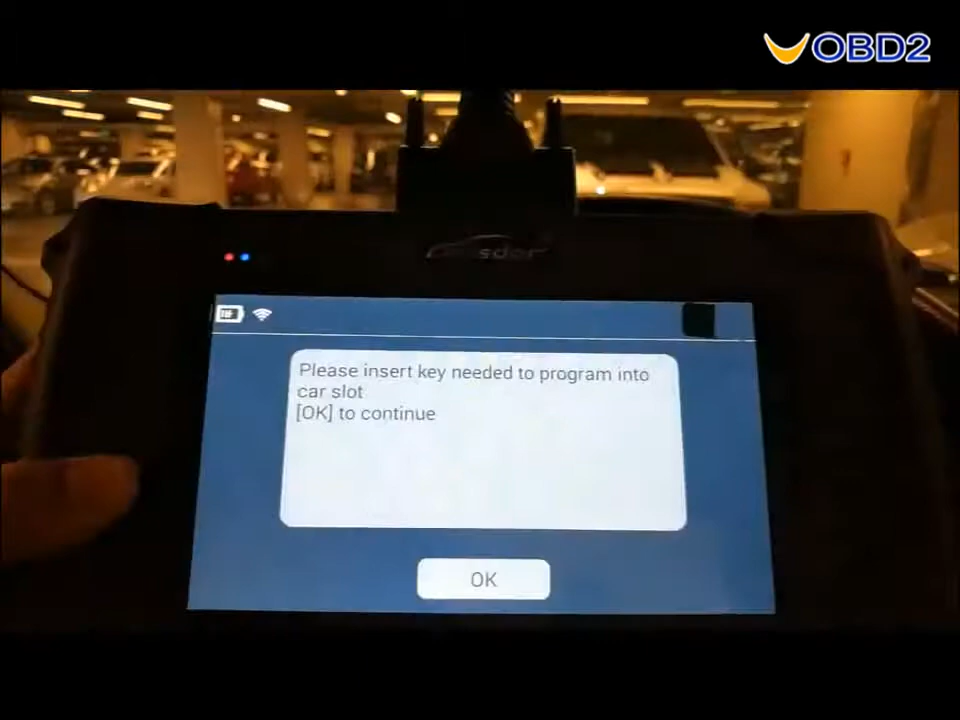 OBD2
Please insert key needed to program into
car slot
[OK] to continue
OK